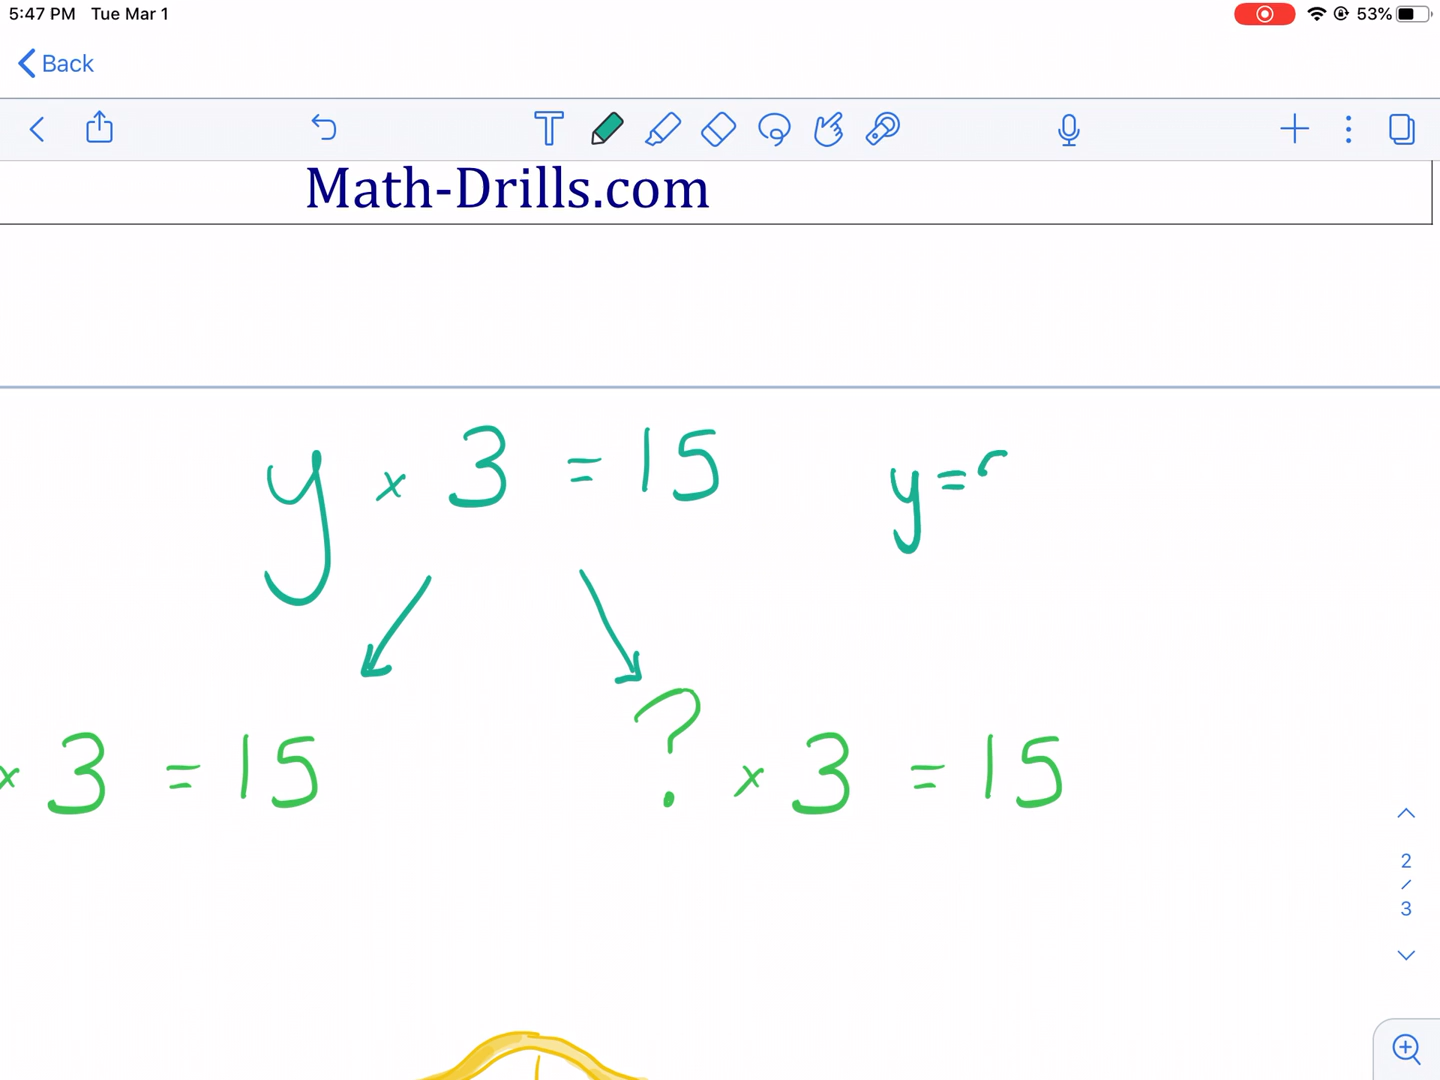 5:47 PM Tue Mar 1 53%
Back
Math-Drills.com
y × 3 = 15 y =
× 3 = 15 ? × 3 = 15
2
/
3